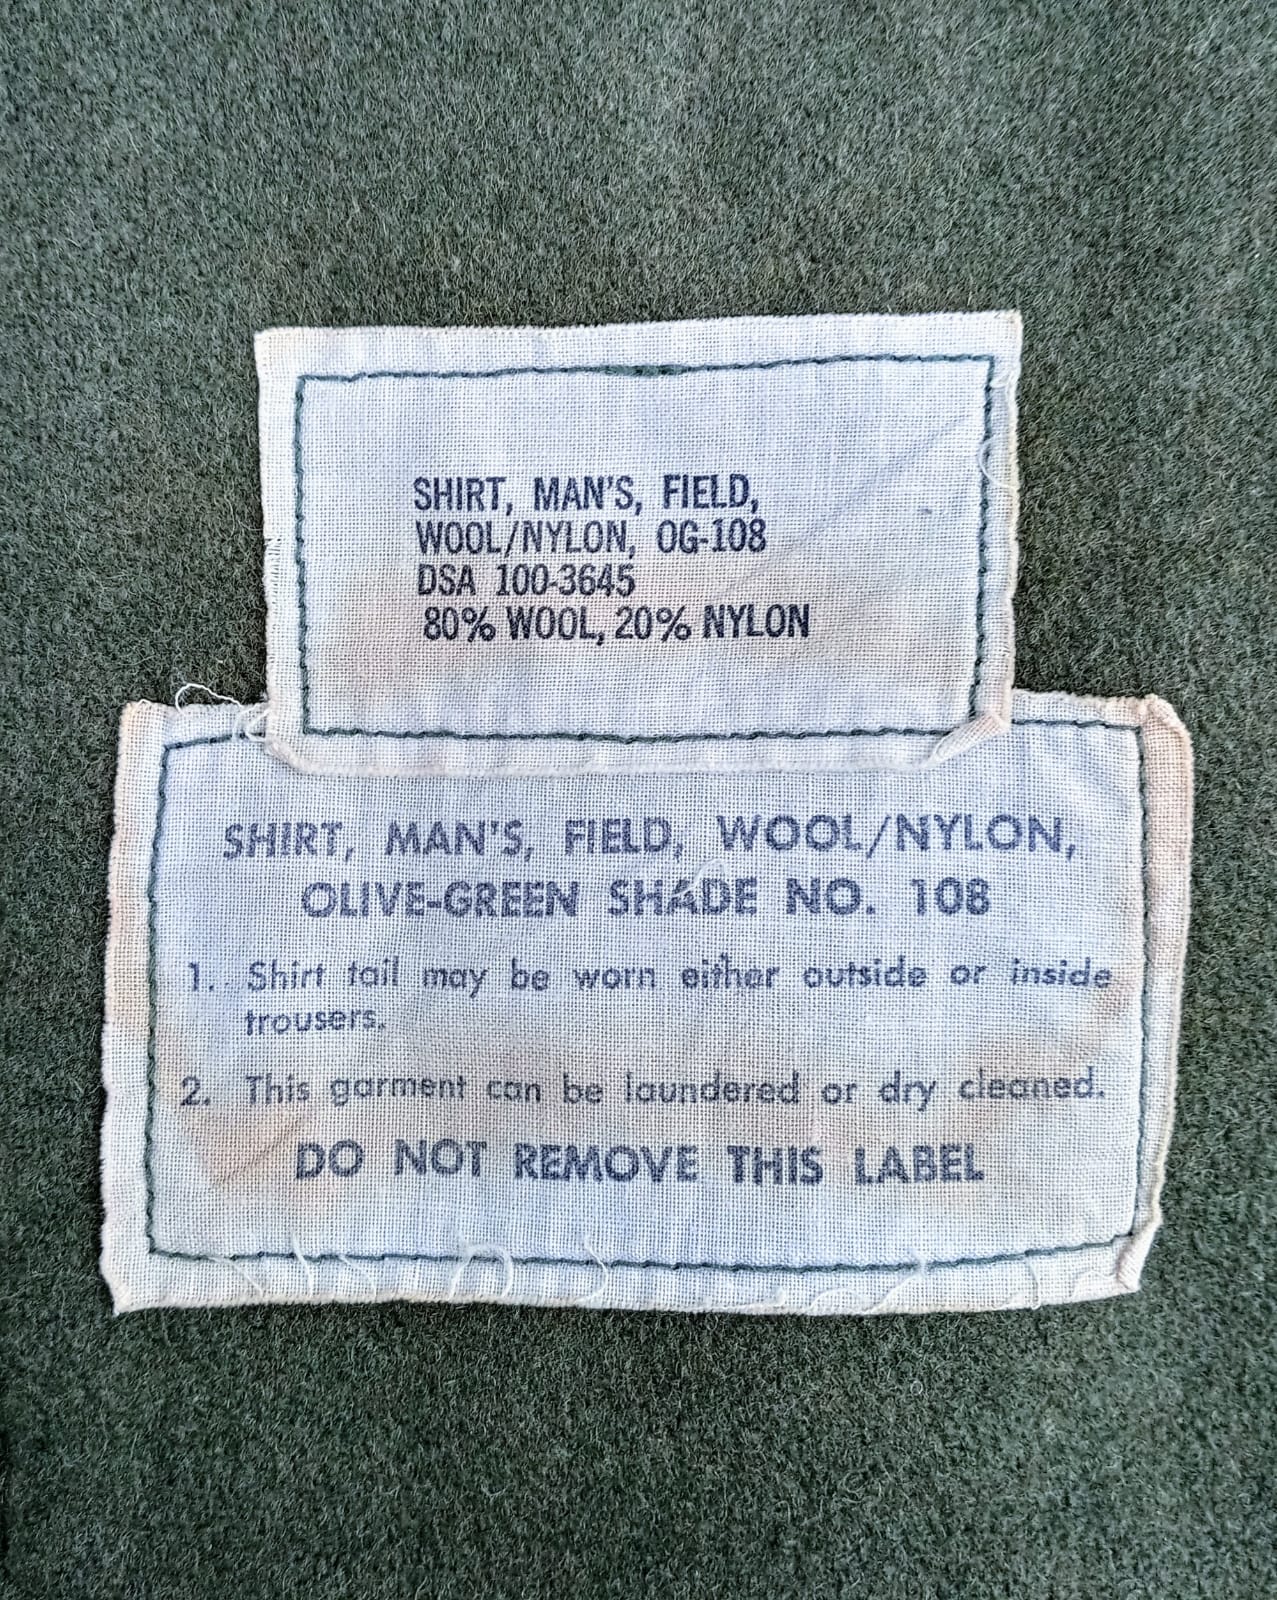 SHIRT, MAN'S, FIELD,
WOOL/NYLON, OG-108
DSA 100-3645
80% WOOL, 20% NYLON
SHIRT, MAN'S, FIELD, WOOL/NYLON,
OLIVE-GREEN SHADE NO. 108
1. Shirt tail may be worn either outside or inside
trousers.
2. This garment can be laundered or dry cleaned.
DO NOT REMOVE THIS LABEL